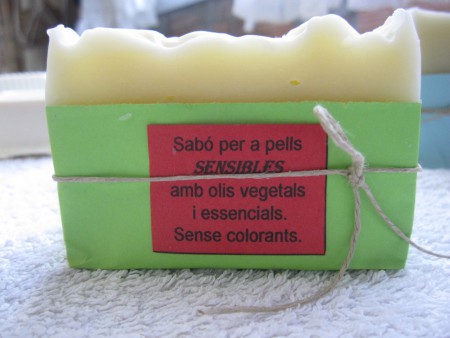 Sabó per a pells
SENSIBLES
amb olis vegetals
i essencials.
Sense colorants.